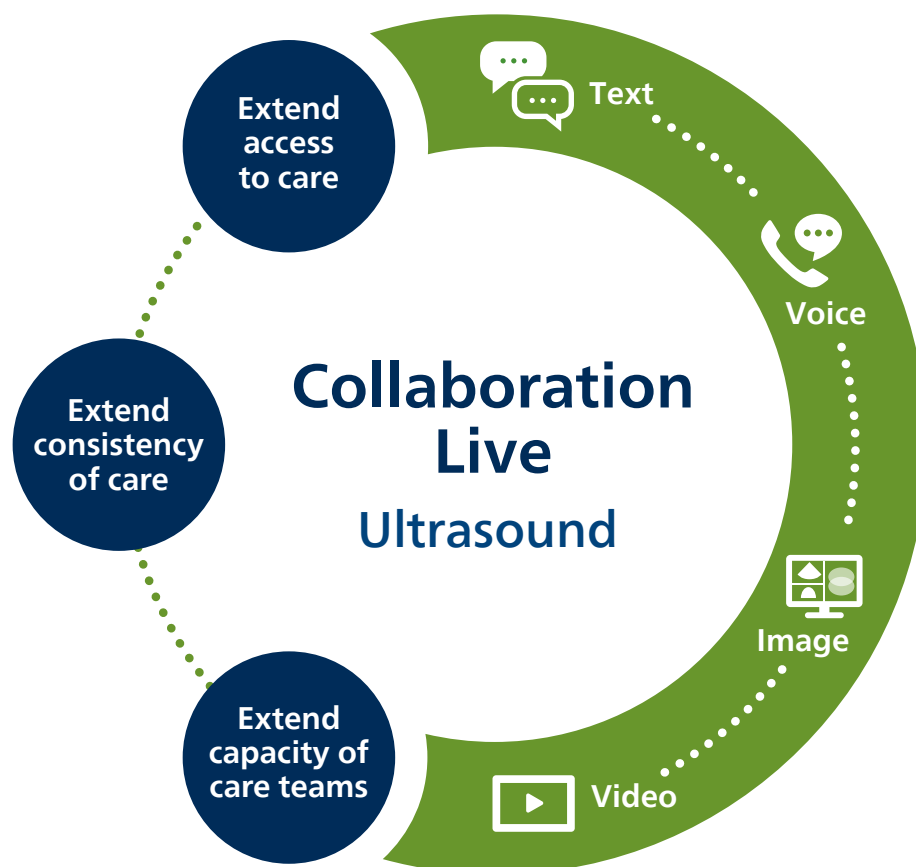 Extend
access
to care
Extend
consistency
of care
Extend
capacity of
care teams
Collaboration
Live
Ultrasound
Text
Voice
Image
Video